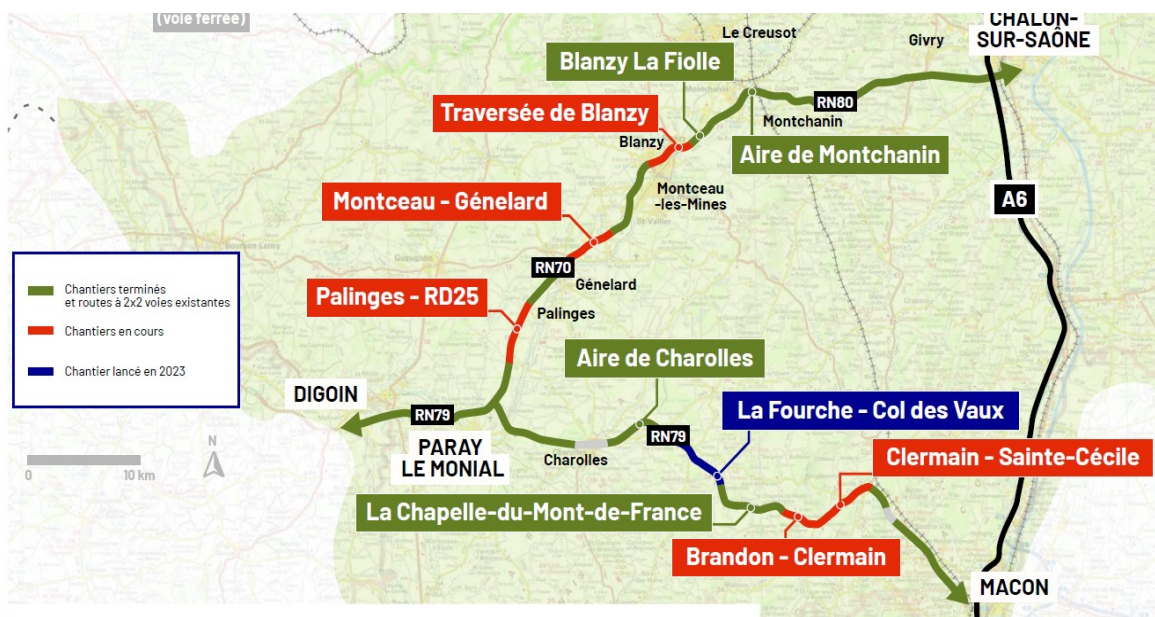 (voie ferrée)
CHALON-
SUR-SAÔNE
Le Creusot
Givry
Blanzy La Fiolle
Traversée de Blanzy
RN80
Montchanin
Blanzy
Aire de Montchanin
Montceau - Génelard
Montceau
-les-Mines
A6
RN70
Génelard
Chantiers terminés
et routes à 2x2 voies existantes
Chantiers en cours
Chantier lancé en 2023
Palinges - RD25
Palinges
Aire de Charolles
DIGOIN
RN79
PARAY
LE MONIAL
La Fourche - Col des Vaux
RN79
N
0
10 km
Charolles
Clermain - Sainte-Cécile
La Chapelle-du-Mont-de-France
Brandon - Clermain
MACON